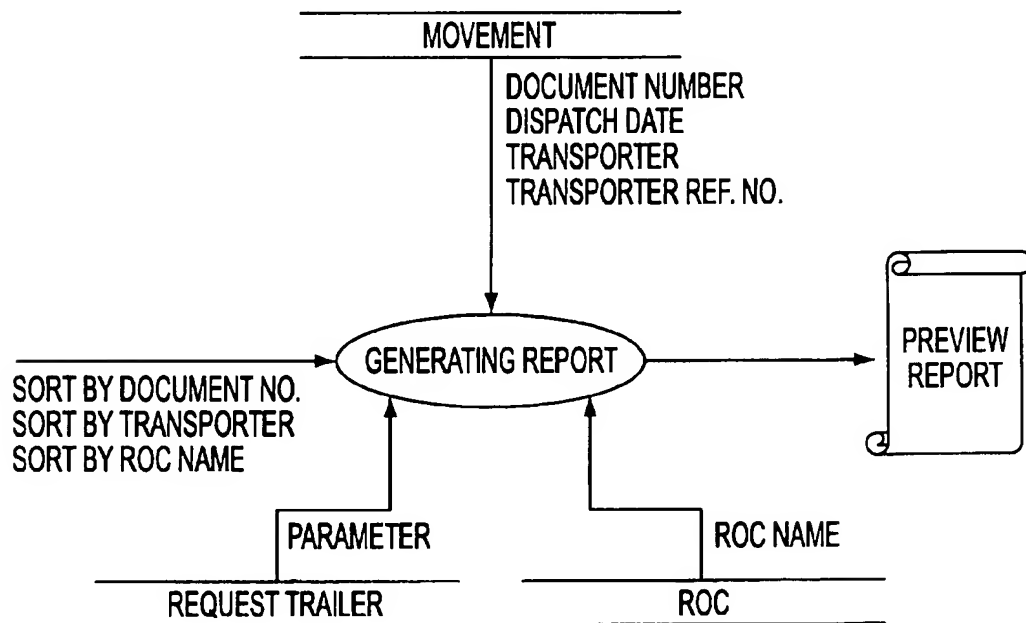 MOVEMENT
DOCUMENT NUMBER
DISPATCH DATE
TRANSPORTER
TRANSPORTER REF. NO.
GENERATING REPORT
PREVIEW
REPORT
SORT BY DOCUMENT NO.
SORT BY TRANSPORTER
SORT BY ROC NAME
PARAMETER
ROC NAME
REQUEST TRAILER
ROC